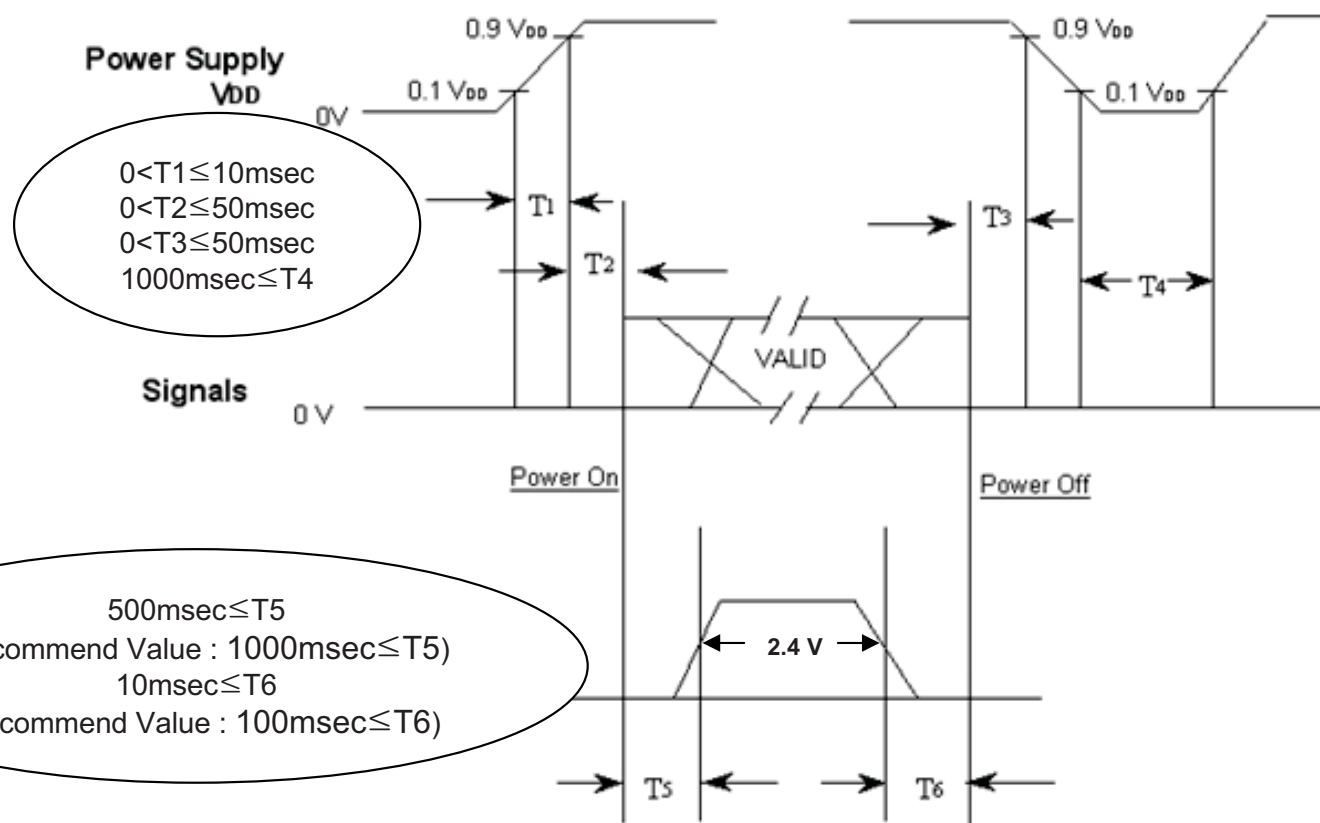 0.9 VDD
0.9 VDD
Power Supply
VDD
0.1 VDD
0.1 VDD
0V
0<T1≦10msec
0<T2≦50msec
0<T3≦50msec
1000msec≦T4
T1
T3
T2
T4
VALID
Signals
0 V
Power On
Power Off
500msec≦T5
commend Value : 1000msec≦T5)
10msec≦T6
commend Value : 100msec≦T6)
2.4 V
T5
T6